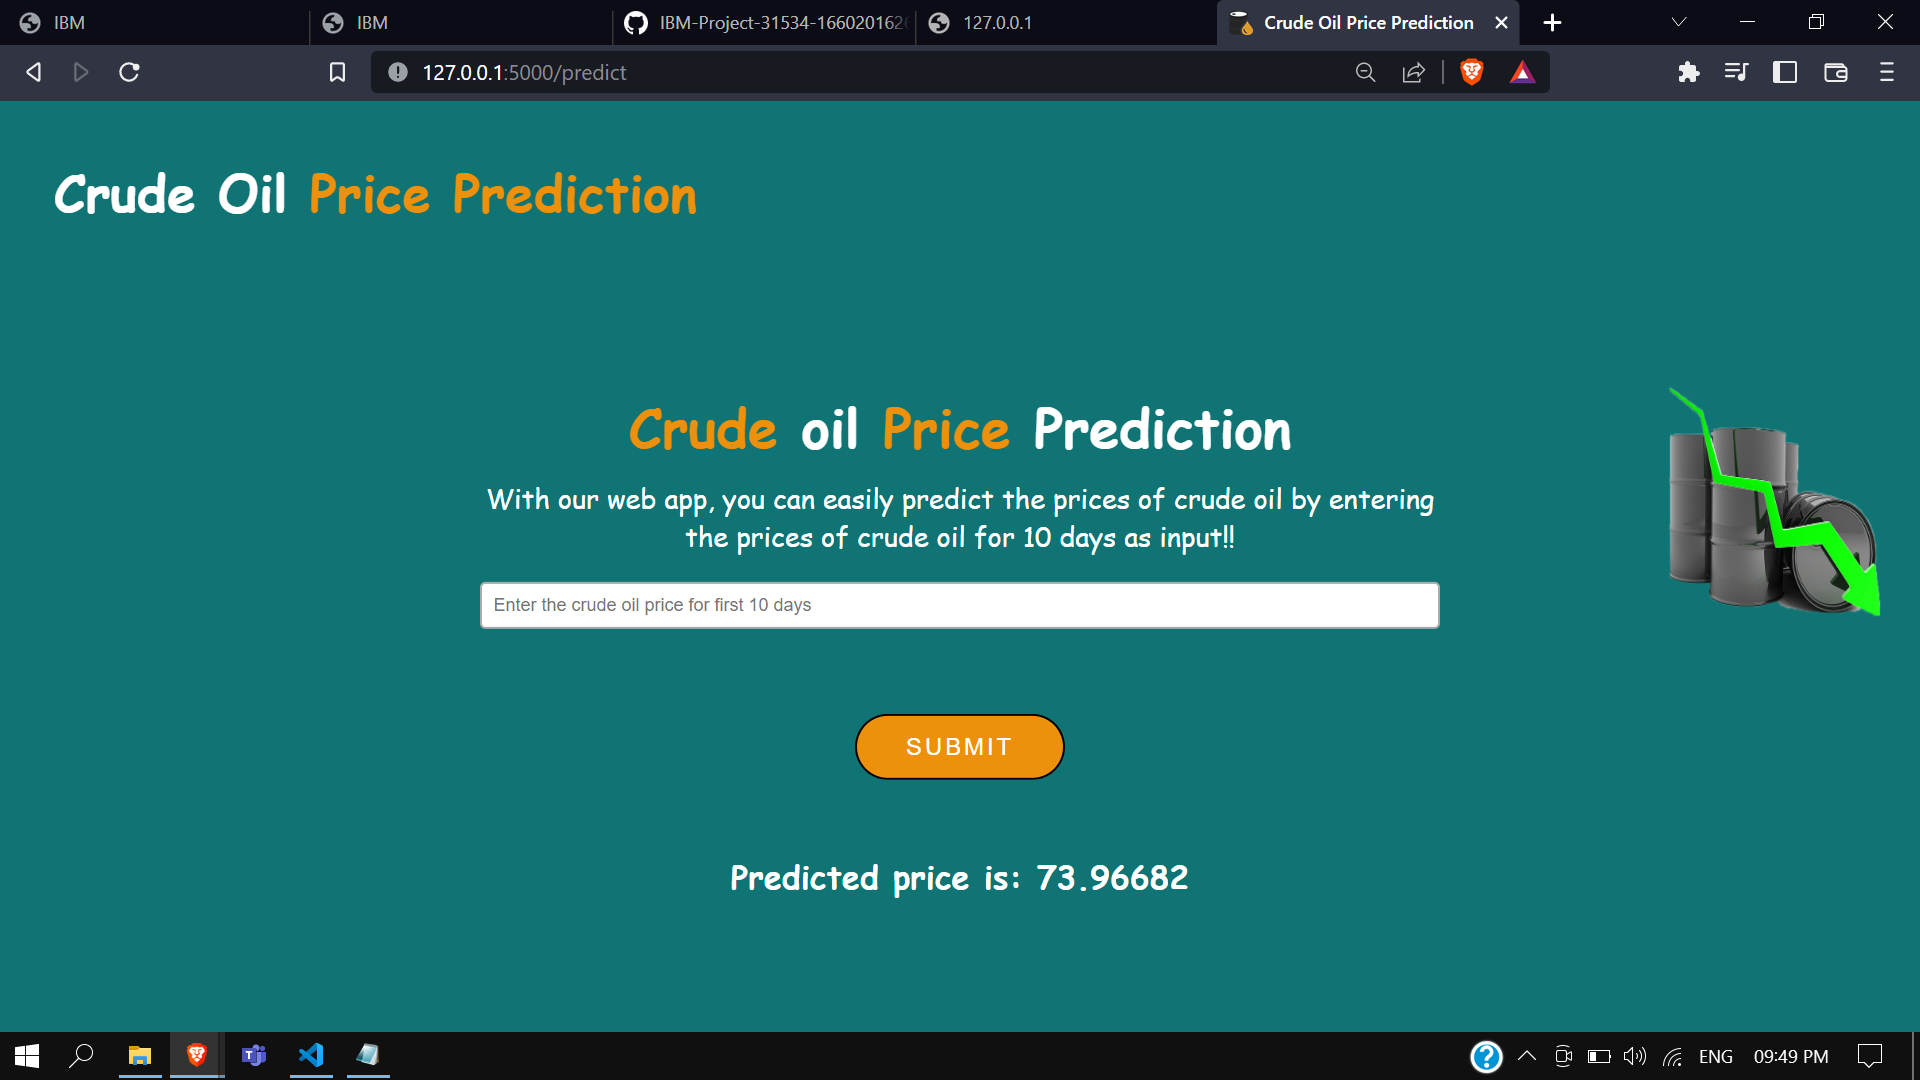 IBM
IBM
IBM-Project-31534-166020162
127.0.0.1
Crude Oil Price Prediction
127.0.0.1:5000/predict
Crude Oil Price Prediction
Crude oil Price Prediction
With our web app, you can easily predict the prices of crude oil by entering
the prices of crude oil for 10 days as input!!
Enter the crude oil price for first 10 days
SUBMIT
Predicted price is: 73.96682
ENG
09:49 PM